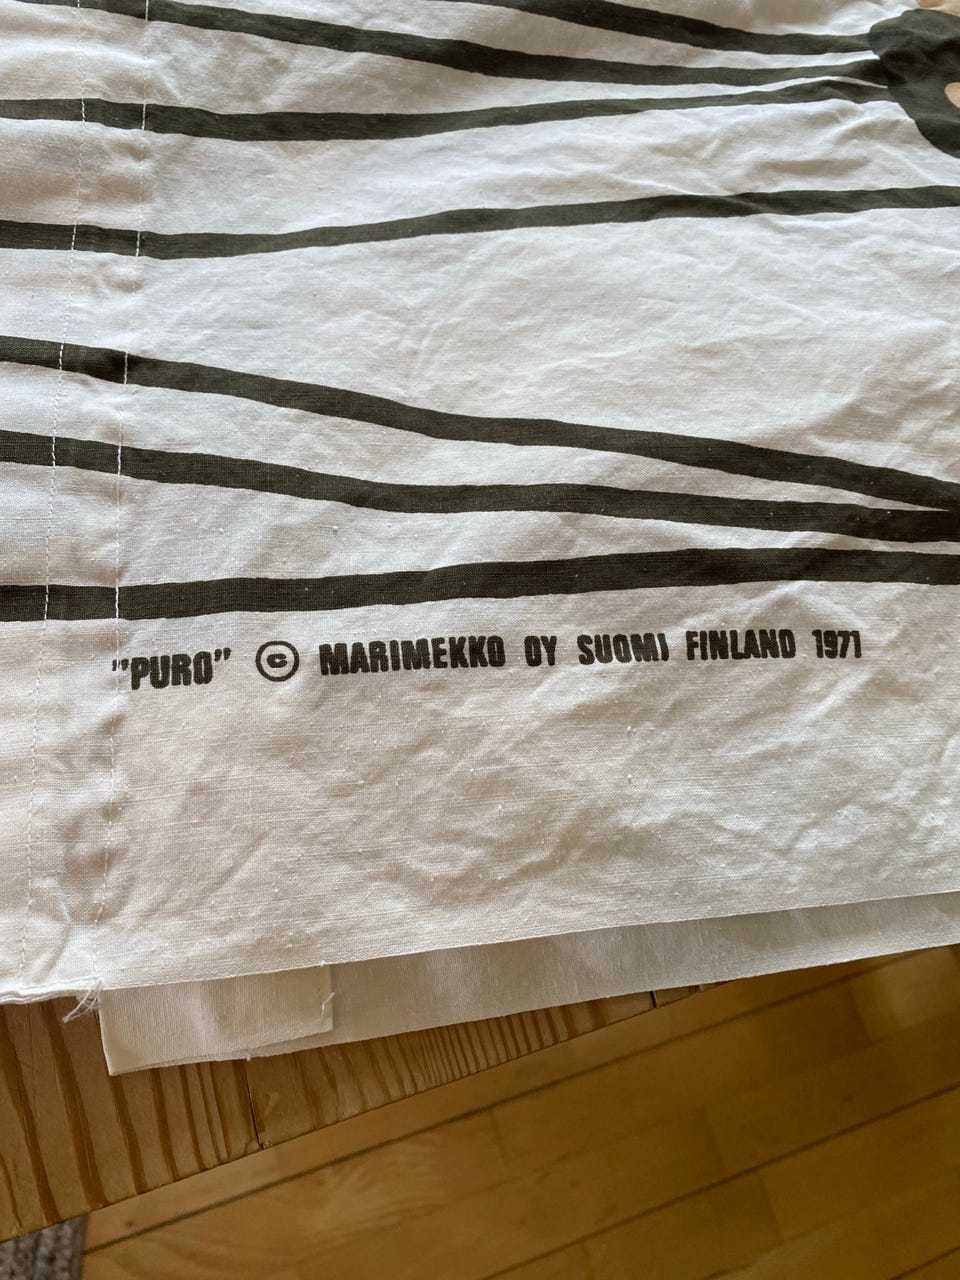 "PURO" © MARIMEKKO OY SUOMI FINLAND 1971